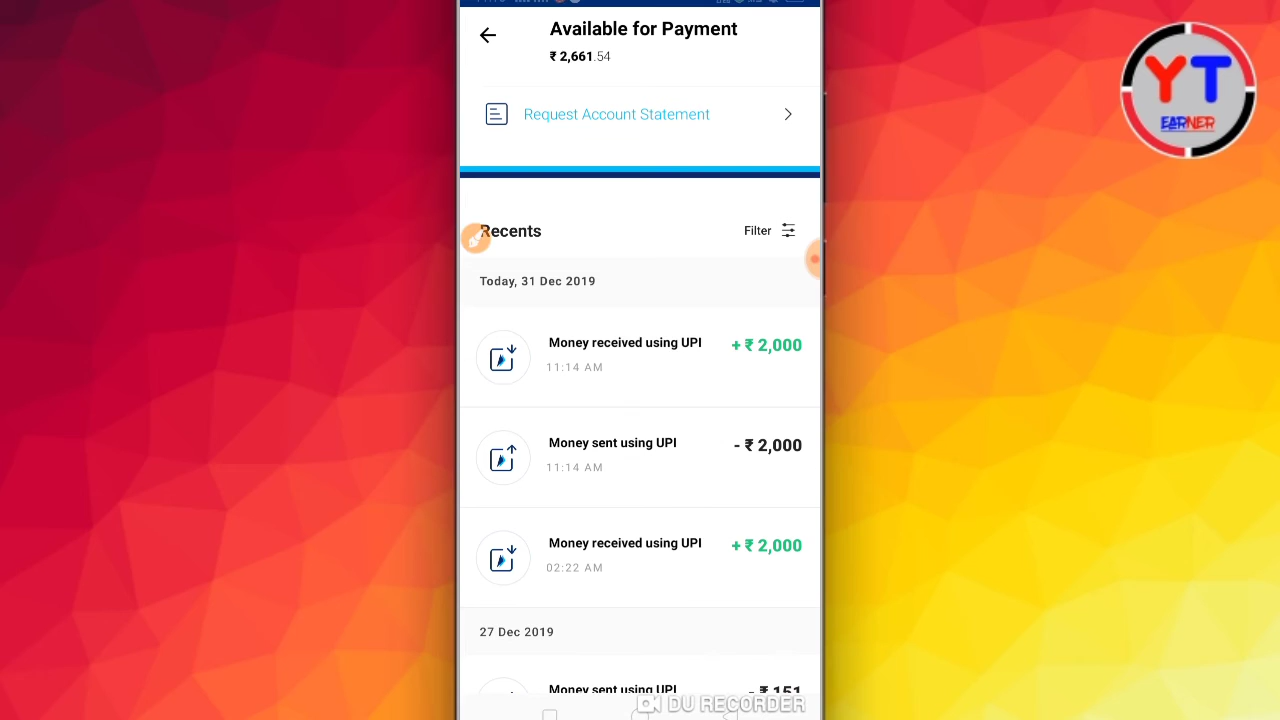 Available for Payment
₹ 2,661.54
YT
EARNER
Request Account Statement
Recents
Filter
Today, 31 Dec 2019
Money received using UPI
+ ₹ 2,000
11:14 AM
Money sent using UPI
- ₹ 2,000
11:14 AM
Money received using UPI
+ ₹ 2,000
02:22 AM
27 Dec 2019
Money sent using UPI
- ₹ 151
DU RECORDER